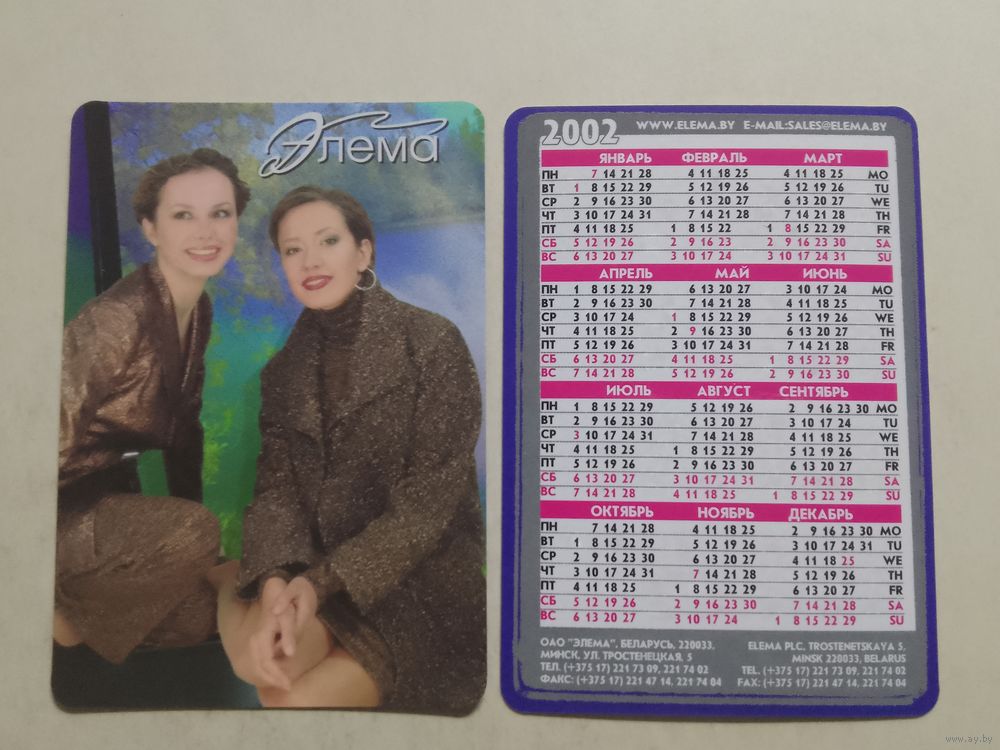 Элема
2002 WWW.ELEMA.BY E-MAIL:SALES@ELEMA.BY
ЯНВАРЬ ФЕВРАЛЬ МАРТ
ПН 7 14 21 28 4 11 18 25 4 11 18 25 MO
ВТ 1 8 15 22 29 5 12 19 26 5 12 19 26 TU
СР 2 9 16 23 30 6 13 20 27 6 13 20 27 WE
ЧТ 3 10 17 24 31 7 14 21 28 7 14 21 28 TH
ПТ 4 11 18 25 1 8 15 22 1 8 15 22 29 FR
СБ 5 12 19 26 2 9 16 23 2 9 16 23 30 SA
ВС 6 13 20 27 3 10 17 24 3 10 17 24 31 SU
АПРЕЛЬ МАЙ ИЮНЬ
ПН 1 8 15 22 29 6 13 20 27 3 10 17 24 MO
ВТ 2 9 16 23 30 7 14 21 28 4 11 18 25 TU
СР 3 10 17 24 1 8 15 22 29 5 12 19 26 WE
ЧТ 4 11 18 25 2 9 16 23 30 6 13 20 27 TH
ПТ 5 12 19 26 3 10 17 24 31 7 14 21 28 FR
СБ 6 13 20 27 4 11 18 25 1 8 15 22 29 SA
ВС 7 14 21 28 5 12 19 26 2 9 16 23 30 SU
ИЮЛЬ АВГУСТ СЕНТЯБРЬ
ПН 1 8 15 22 29 5 12 19 26 2 9 16 23 30 MO
ВТ 2 9 16 23 30 6 13 20 27 3 10 17 24 TU
СР 3 10 17 24 31 7 14 21 28 4 11 18 25 WE
ЧТ 4 11 18 25 1 8 15 22 29 5 12 19 26 TH
ПТ 5 12 19 26 2 9 16 23 30 6 13 20 27 FR
СБ 6 13 20 27 3 10 17 24 31 7 14 21 28 SA
ВС 7 14 21 28 4 11 18 25 1 8 15 22 29 SU
ОКТЯБРЬ НОЯБРЬ ДЕКАБРЬ
ПН 7 14 21 28 4 11 18 25 2 9 16 23 30 MO
ВТ 1 8 15 22 29 5 12 19 26 3 10 17 24 31 TU
СР 2 9 16 23 30 6 13 20 27 4 11 18 25 WE
ЧТ 3 10 17 24 31 7 14 21 28 5 12 19 26 TH
ПТ 4 11 18 25 1 8 15 22 29 6 13 20 27 FR
СБ 5 12 19 26 2 9 16 23 30 7 14 21 28 SA
ВС 6 13 20 27 3 10 17 24 1 8 15 22 29 SU
ОАО "ЭЛЕМА", БЕЛАРУСЬ, 220033, ELEMA PLC, TROSTENETSKAYA 5,
МИНСК, УЛ. ТРОСТЕНЕЦКАЯ, 5 MINSK 220033, BELARUS
ТЕЛ. (+375 17) 221 73 09, 221 74 02 TEL. (+375 17) 221 73 09, 221 74 02
ФАКС: (+375 17) 221 47 14, 221 74 04 FAX: (+375 17) 221 47 14, 221 74 04
www.ay.by